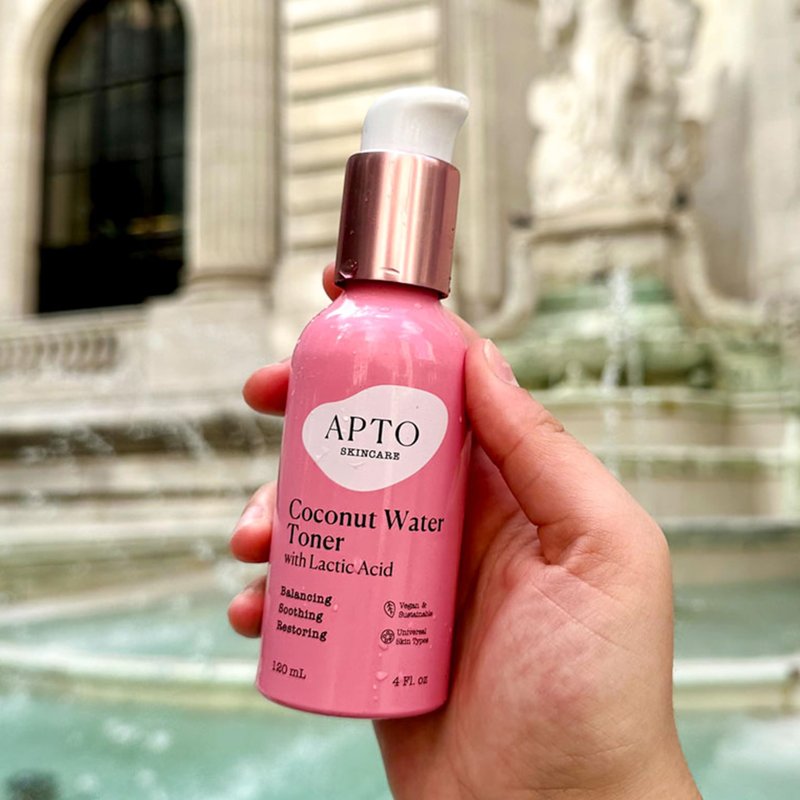 APTO
SKINCARE
Coconut Water
Toner
with Lactic Acid
Balancing
Soothing
Restoring
Vegan &
Sustainable
Universal
Skin Types
120 mL
4 Fl. oz